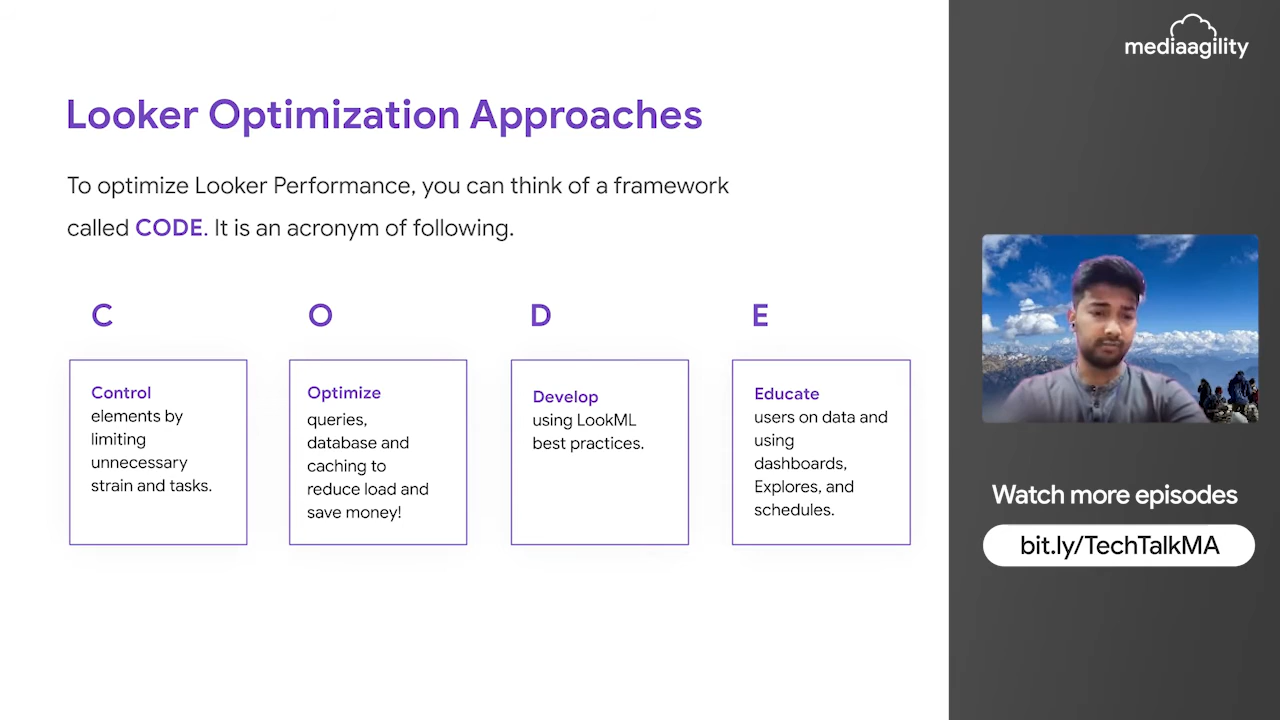 mediaagility
Looker Optimization Approaches
To optimize Looker Performance, you can think of a framework
called CODE. It is an acronym of following.
C
O
D
E
Control
elements by
limiting
unnecessary
strain and tasks.
Optimize
queries,
database and
caching to
reduce load and
save money!
Develop
using LookML
best practices.
Educate
users on data and
using
dashboards,
Explores, and
schedules.
Watch more episodes
bit.ly/TechTalkMA